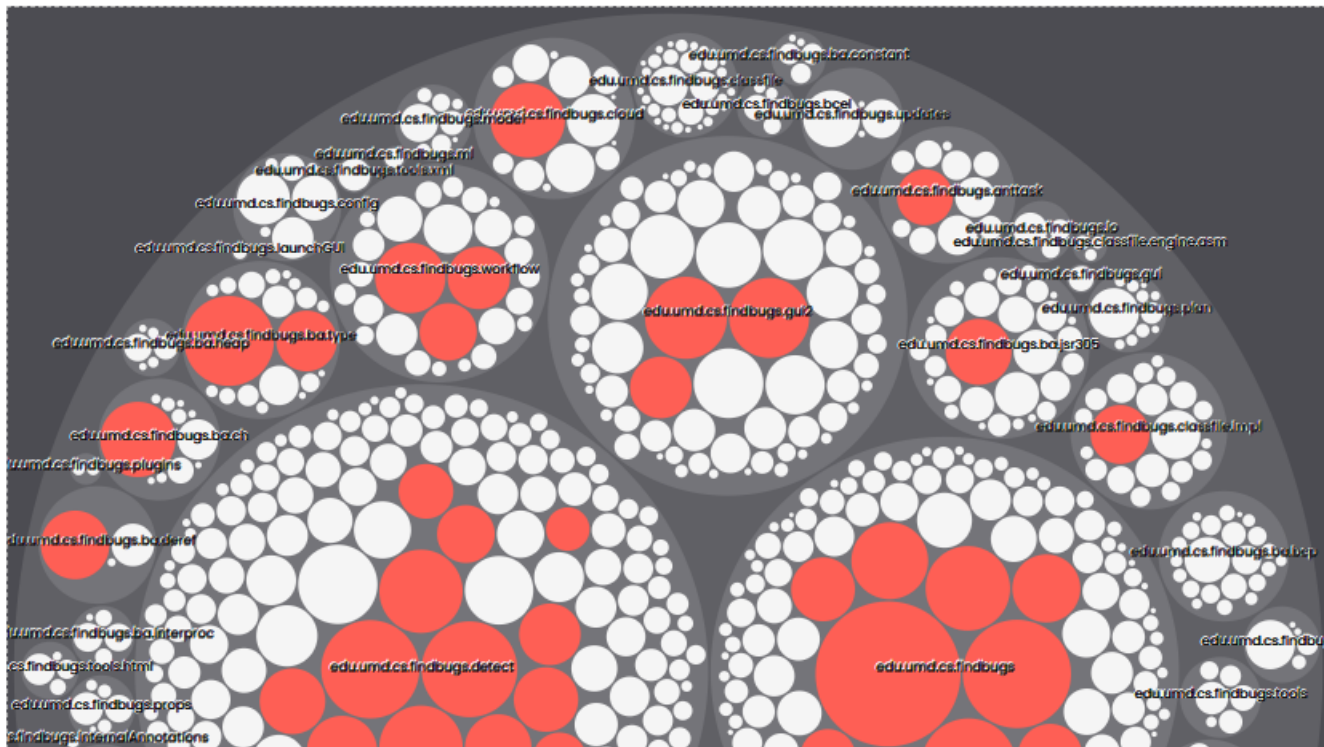 edu.umd.cs.findbugs.ba.constant
edu.umd.cs.findbugs.classfile
edu.umd.cs.findbugs.bcel
edu.umd.cs.findbugs.updates
edu.umd.cs.findbugs.cloud
edu.umd.cs.findbugs.model
edu.umd.cs.findbugs.ml
edu.umd.cs.findbugs.tools.xml
edu.umd.cs.findbugs.anttask
edu.umd.cs.findbugs.config
edu.umd.cs.findbugs.io
edu.umd.cs.findbugs.classfile.engine.asm
edu.umd.cs.findbugs.launchGUI
edu.umd.cs.findbugs.workflow
edu.umd.cs.findbugs.gui
edu.umd.cs.findbugs.plan
edu.umd.cs.findbugs.gui2
edu.umd.cs.findbugs.ba.type
edu.umd.cs.findbugs.ba.heap
edu.umd.cs.findbugs.ba.jsr305
edu.umd.cs.findbugs.classfile.impl
edu.umd.cs.findbugs.ba.ch
du.umd.cs.findbugs.plugins
edu.umd.cs.findbugs.ba.deref
edu.umd.cs.findbugs.ba.bcp
du.umd.cs.findbugs.ba.interproc
edu.umd.cs.findbu
cs.findbugs.tools.html
edu.umd.cs.findbugs.detect
edu.umd.cs.findbugs
edu.umd.cs.findbugs.tools
edu.umd.cs.findbugs.props
s.findbugs.internalAnnotations